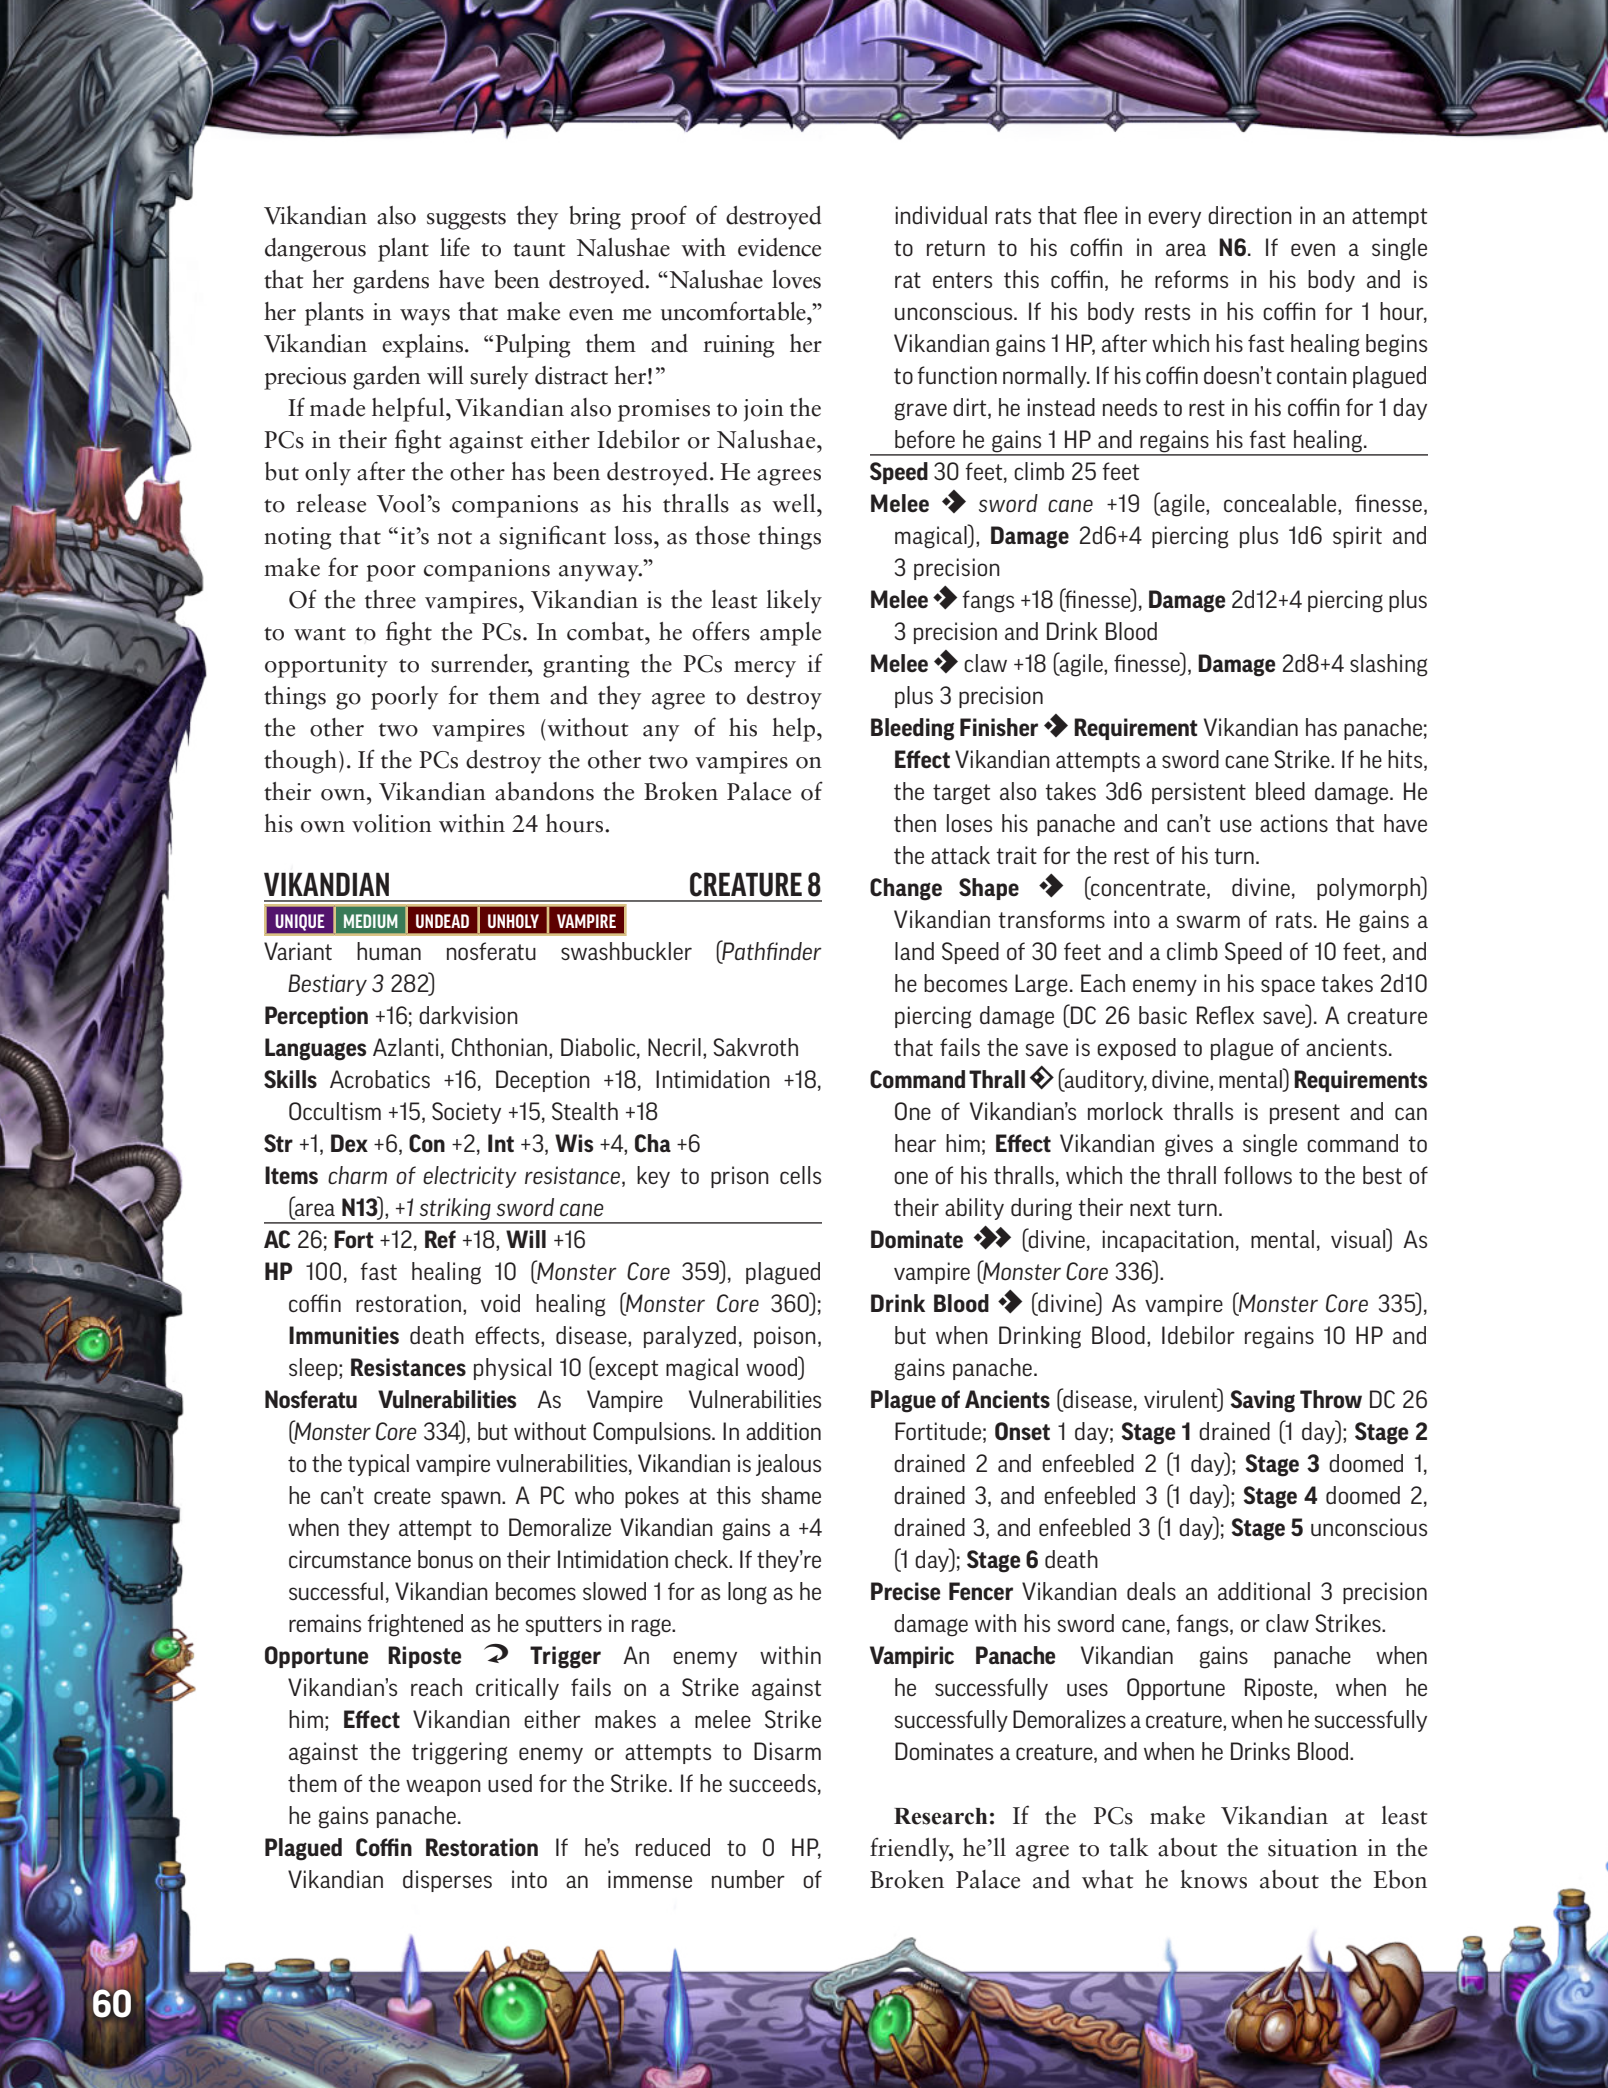 Vikandian also suggests they bring proof of destroyed
dangerous plant life to taunt Nalushae with evidence
that her gardens have been destroyed. “Nalushae loves
her plants in ways that make even me uncomfortable,”
Vikandian explains. “Pulping them and ruining her
precious garden will surely distract her!”
If made helpful, Vikandian also promises to join the
PCs in their fight against either Idebilor or Nalushae,
but only after the other has been destroyed. He agrees
to release Vool’s companions as his thralls as well,
noting that “it’s not a significant loss, as those things
make for poor companions anyway.”
Of the three vampires, Vikandian is the least likely
to want to fight the PCs. In combat, he offers ample
opportunity to surrender, granting the PCs mercy if
things go poorly for them and they agree to destroy
the other two vampires (without any of his help,
though). If the PCs destroy the other two vampires on
their own, Vikandian abandons the Broken Palace of
his own volition within 24 hours.
VIKANDIAN CREATURE 8
UNIQUE MEDIUM UNDEAD UNHOLY VAMPIRE
Variant human nosferatu swashbuckler (Pathfinder
Bestiary 3 282)
Perception +16; darkvision
Languages Azlanti, Chthonian, Diabolic, Necril, Sakvroth
Skills Acrobatics +16, Deception +18, Intimidation +18,
Occultism +15, Society +15, Stealth +18
Str +1, Dex +6, Con +2, Int +3, Wis +4, Cha +6
Items charm of electricity resistance, key to prison cells
(area N13), +1 striking sword cane
AC 26; Fort +12, Ref +18, Will +16
HP 100, fast healing 10 (Monster Core 359), plagued
coffin restoration, void healing (Monster Core 360);
Immunities death effects, disease, paralyzed, poison,
sleep; Resistances physical 10 (except magical wood)
Nosferatu Vulnerabilities As Vampire Vulnerabilities
(Monster Core 334), but without Compulsions. In addition
to the typical vampire vulnerabilities, Vikandian is jealous
he can’t create spawn. A PC who pokes at this shame
when they attempt to Demoralize Vikandian gains a +4
circumstance bonus on their Intimidation check. If they’re
successful, Vikandian becomes slowed 1 for as long as he
remains frightened as he sputters in rage.
Opportune Riposte Trigger An enemy within
Vikandian’s reach critically fails on a Strike against
him; Effect Vikandian either makes a melee Strike
against the triggering enemy or attempts to Disarm
them of the weapon used for the Strike. If he succeeds,
he gains panache.
Plagued Coffin Restoration If he’s reduced to 0 HP,
Vikandian disperses into an immense number of
individual rats that flee in every direction in an attempt
to return to his coffin in area N6. If even a single
rat enters this coffin, he reforms in his body and is
unconscious. If his body rests in his coffin for 1 hour,
Vikandian gains 1 HP, after which his fast healing begins
to function normally. If his coffin doesn’t contain plagued
grave dirt, he instead needs to rest in his coffin for 1 day
before he gains 1 HP and regains his fast healing.
Speed 30 feet, climb 25 feet
Melee sword cane +19 (agile, concealable, finesse,
magical), Damage 2d6+4 piercing plus 1d6 spirit and
3 precision
Melee fangs +18 (finesse), Damage 2d12+4 piercing plus
3 precision and Drink Blood
Melee claw +18 (agile, finesse), Damage 2d8+4 slashing
plus 3 precision
Bleeding Finisher Requirement Vikandian has panache;
Effect Vikandian attempts a sword cane Strike. If he hits,
the target also takes 3d6 persistent bleed damage. He
then loses his panache and can’t use actions that have
the attack trait for the rest of his turn.
Change Shape (concentrate, divine, polymorph)
Vikandian transforms into a swarm of rats. He gains a
land Speed of 30 feet and a climb Speed of 10 feet, and
he becomes Large. Each enemy in his space takes 2d10
piercing damage (DC 26 basic Reflex save). A creature
that fails the save is exposed to plague of ancients.
Command Thrall (auditory, divine, mental) Requirements
One of Vikandian’s morlock thralls is present and can
hear him; Effect Vikandian gives a single command to
one of his thralls, which the thrall follows to the best of
their ability during their next turn.
Dominate (divine, incapacitation, mental, visual) As
vampire (Monster Core 336).
Drink Blood (divine) As vampire (Monster Core 335),
but when Drinking Blood, Idebilor regains 10 HP and
gains panache.
Plague of Ancients (disease, virulent) Saving Throw DC 26
Fortitude; Onset 1 day; Stage 1 drained (1 day); Stage 2
drained 2 and enfeebled 2 (1 day); Stage 3 doomed 1,
drained 3, and enfeebled 3 (1 day); Stage 4 doomed 2,
drained 3, and enfeebled 3 (1 day); Stage 5 unconscious
(1 day); Stage 6 death
Precise Fencer Vikandian deals an additional 3 precision
damage with his sword cane, fangs, or claw Strikes.
Vampiric Panache Vikandian gains panache when
he successfully uses Opportune Riposte, when he
successfully Demoralizes a creature, when he successfully
Dominates a creature, and when he Drinks Blood.
Research: If the PCs make Vikandian at least
friendly, he’ll agree to talk about the situation in the
Broken Palace and what he knows about the Ebon
60